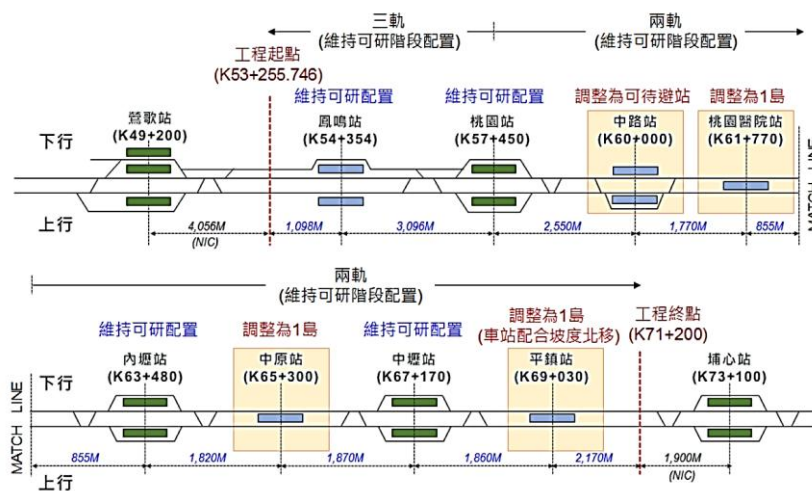 三軌
(維持可研階段配置)
兩軌
(維持可研階段配置)
工程起點
(K53+255.746)
維持可研配置
維持可研配置
調整為可待避站
調整為1島
鶯歌站
(K49+200)
鳳鳴站
(K54+354)
桃園站
(K57+450)
中路站
(K60+000)
桃園醫院站
(K61+770)
下行
上行
MATCH LINE
4,056M
(NIC)
1,098M
3,096M
2,550M
1,770M
855M
兩軌
(維持可研階段配置)
維持可研配置
調整為1島
維持可研配置
調整為1島
(車站配合坡度北移)
工程終點
(K71+200)
內壢站
(K63+480)
中原站
(K65+300)
中壢站
(K67+170)
平鎮站
(K69+030)
埔心站
(K73+100)
下行
上行
MATCH LINE
855M
1,820M
1,870M
1,860M
2,170M
1,900M
(NIC)